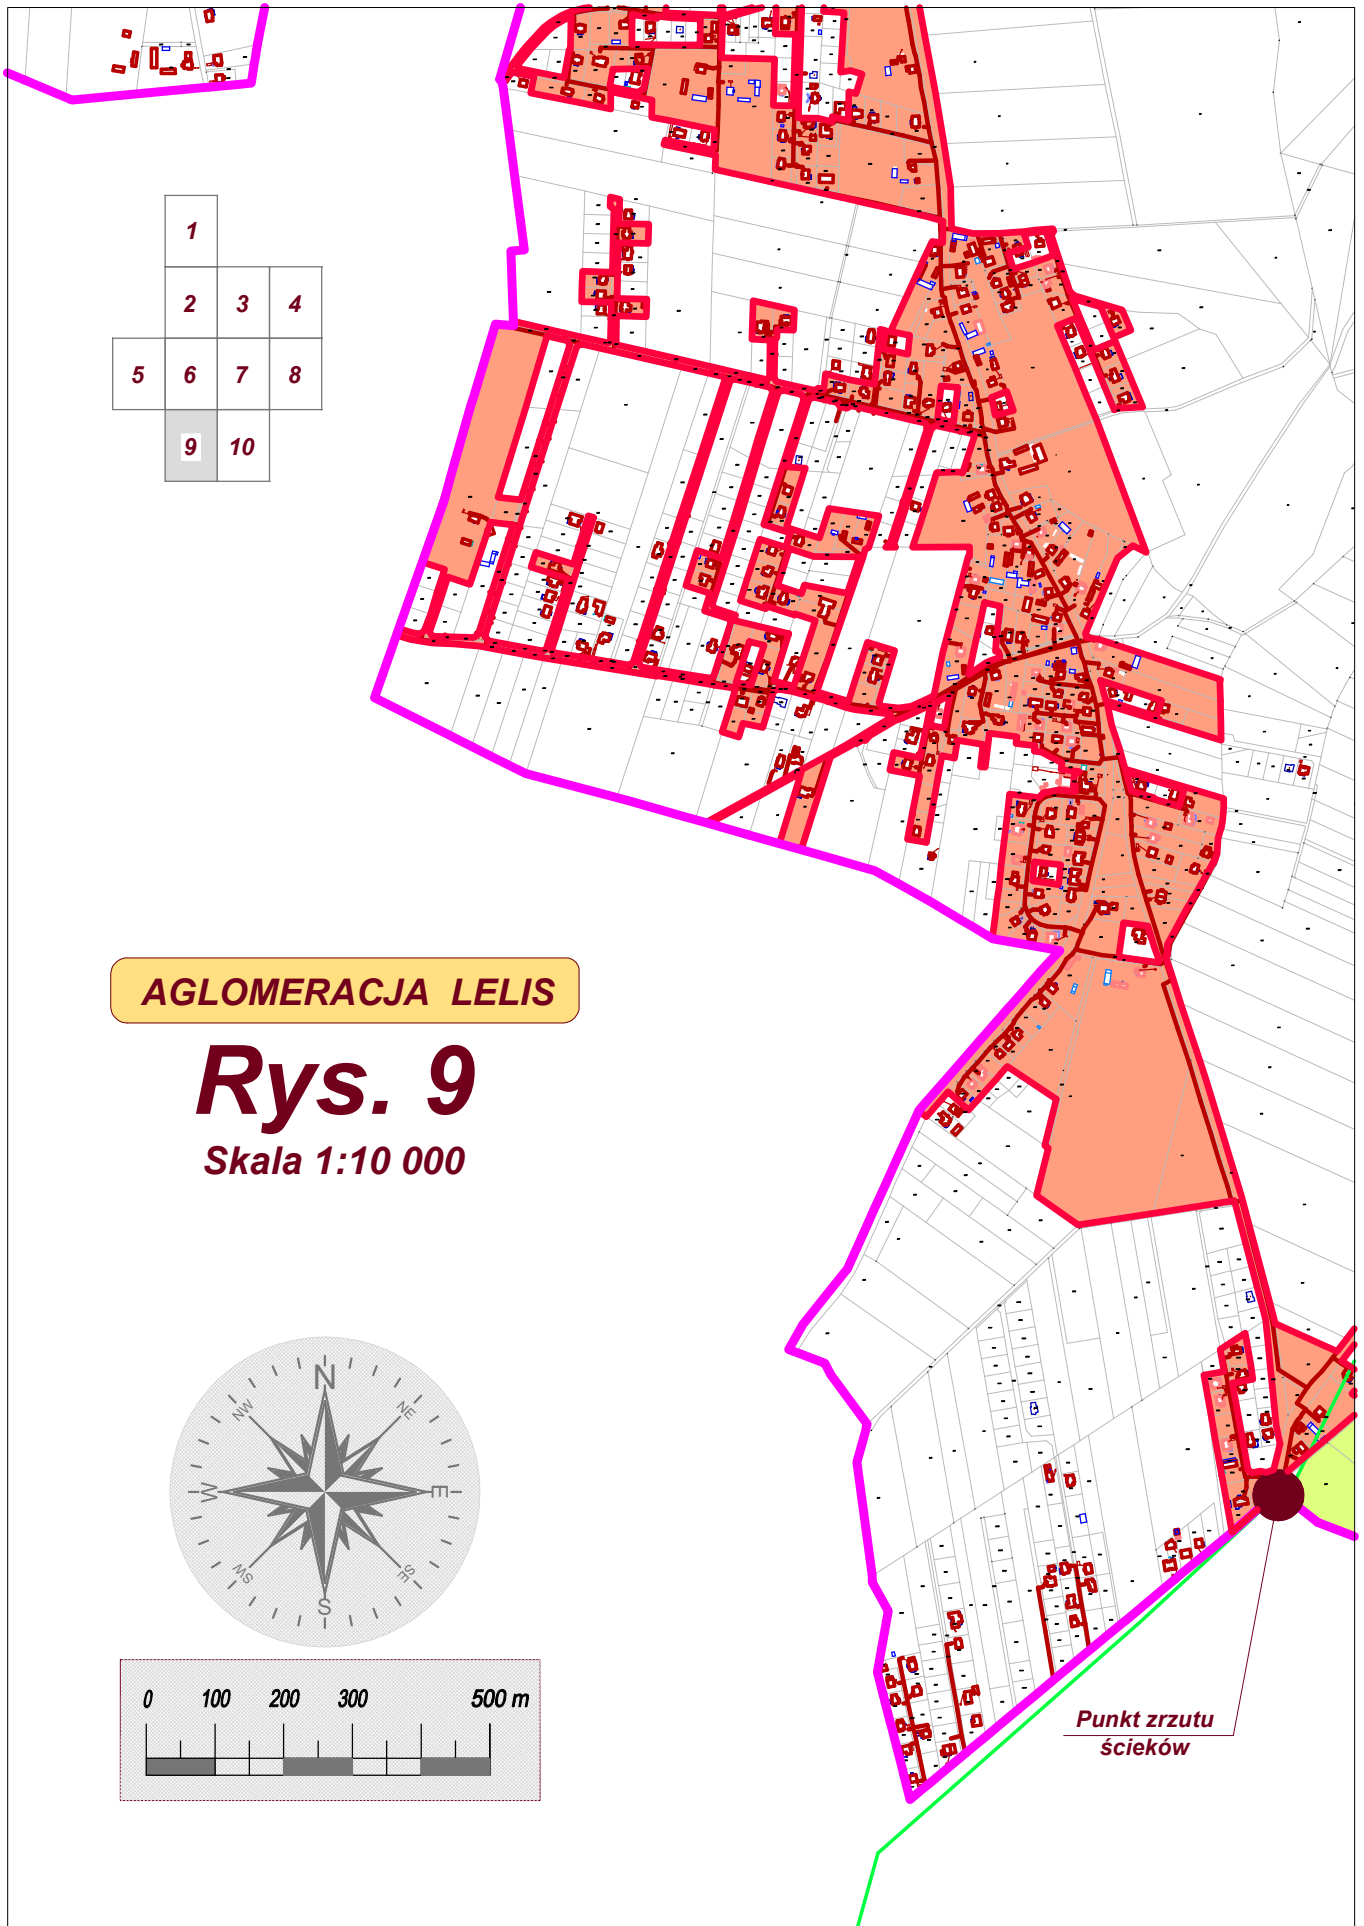 1
2 3 4
5 6 7 8
9 10
AGLOMERACJA LELIS
Rys. 9
Skala 1:10 000
N
NW NE
W E
SW SE
S
0 100 200 300 500 m
Punkt zrzutu
ścieków